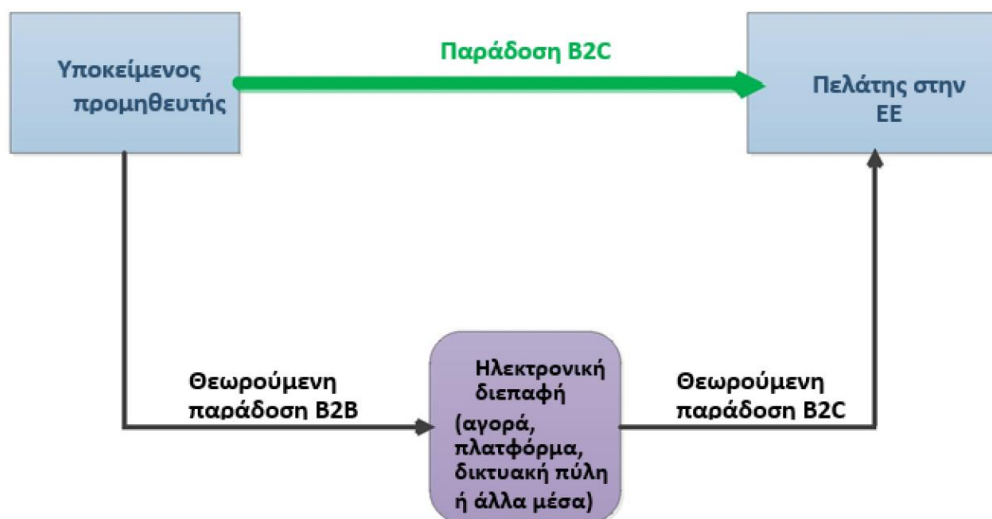 Παράδοση B2C
Υποκείμενος
προμηθευτής
Πελάτης στην
ΕΕ
Θεωρούμενη
παράδοση B2B
Ηλεκτρονική
διεπαφή
(αγορά,
πλατφόρμα,
δικτυακή πύλη
ή άλλα μέσα)
Θεωρούμενη
παράδοση B2C